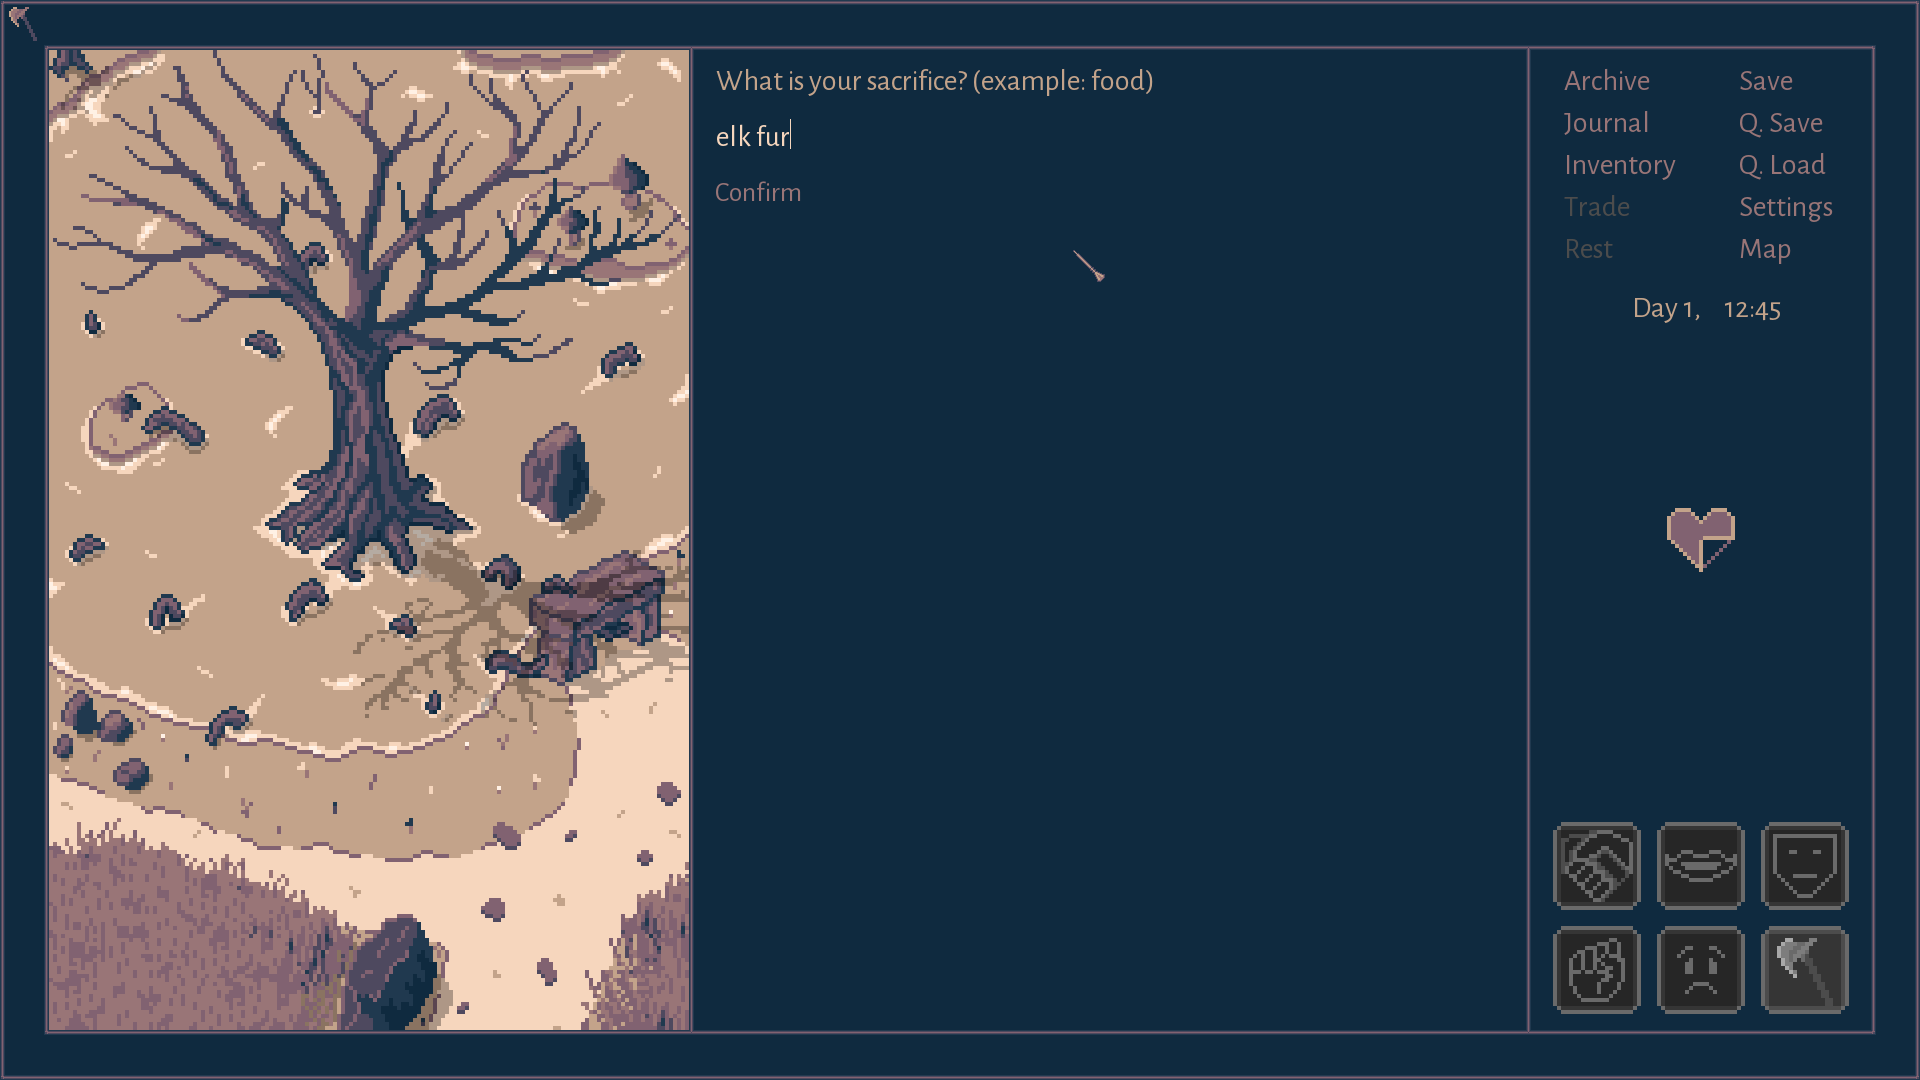 What is your sacrifice? (example: food)
elk fur
Confirm
Archive Save
Journal Q. Save
Inventory Q. Load
Trade Settings
Rest Map
Day 1, 12:45